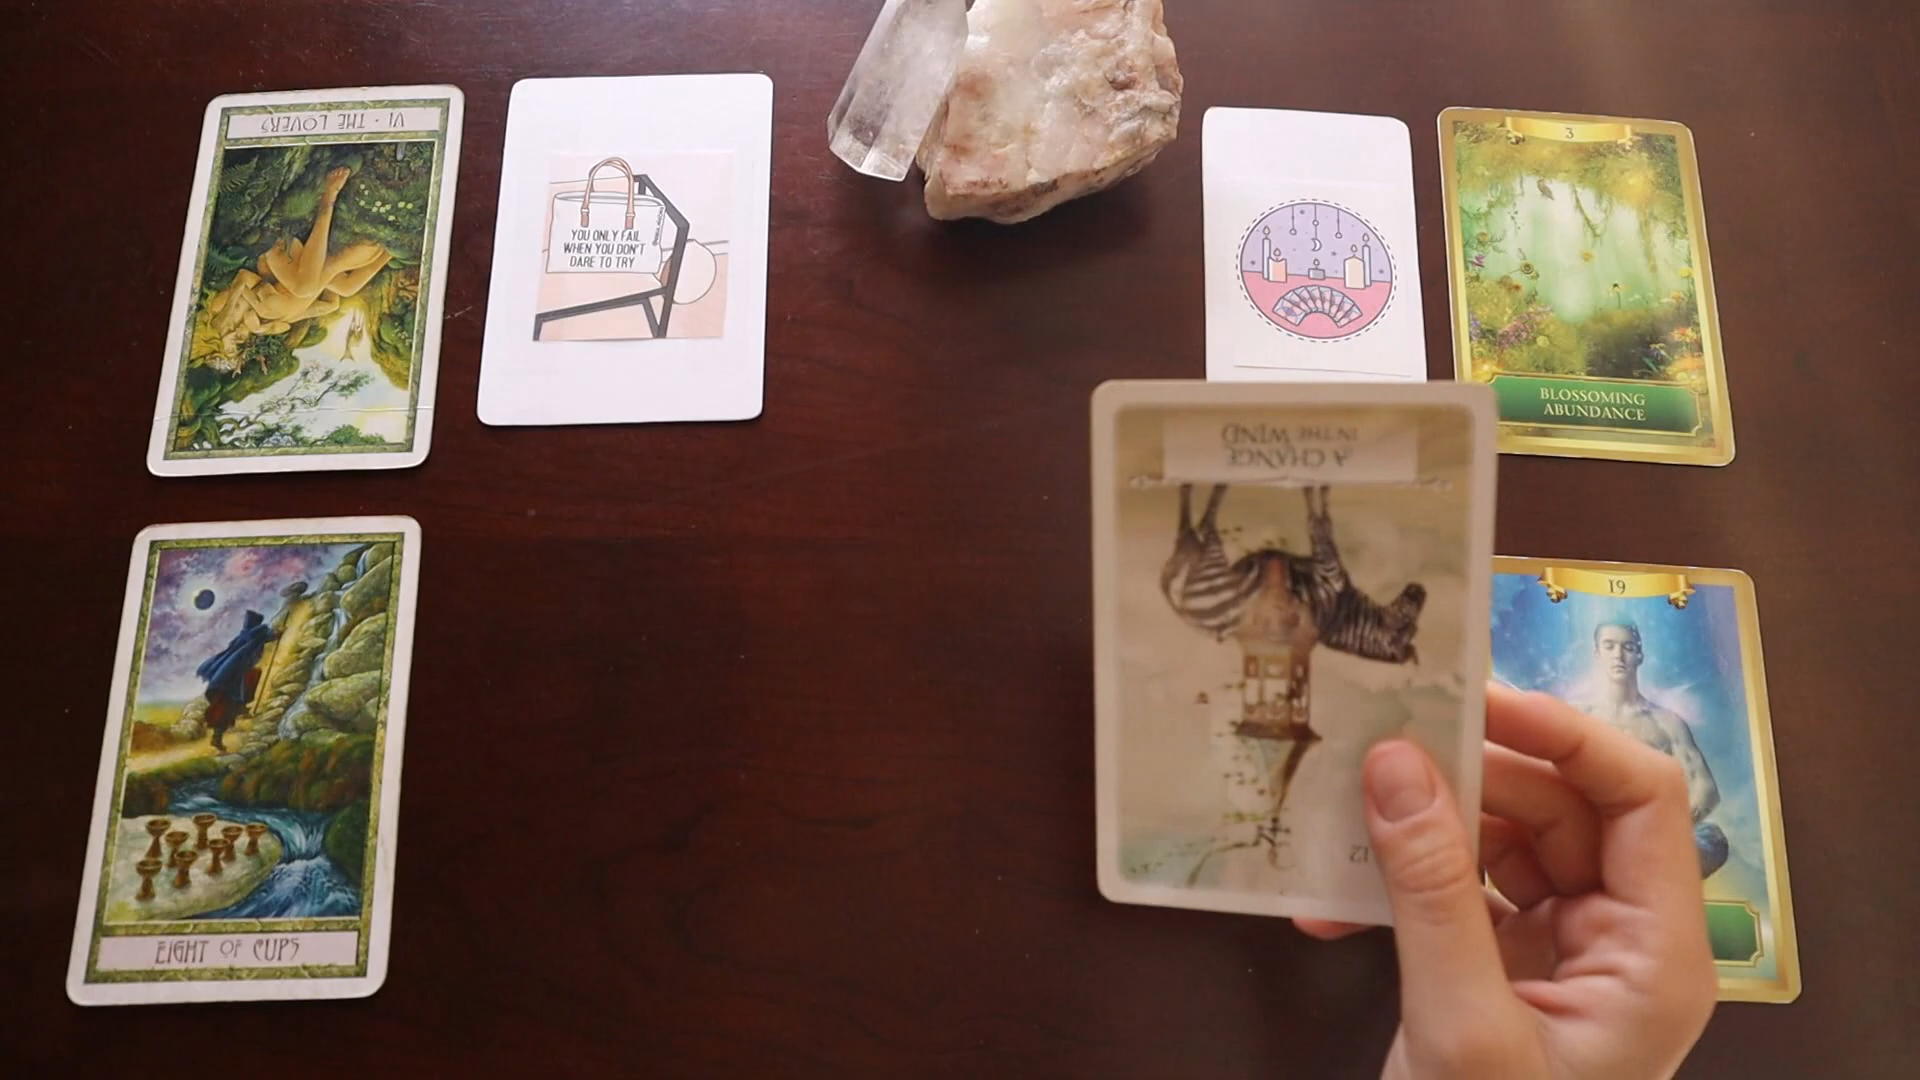 VI · THE LOVERS
YOU ONLY FAIL
WHEN YOU DON'T
DARE TO TRY
3
BLOSSOMING
ABUNDANCE
A CHANGE
IN THE WIND
12
19
EIGHT OF CUPS